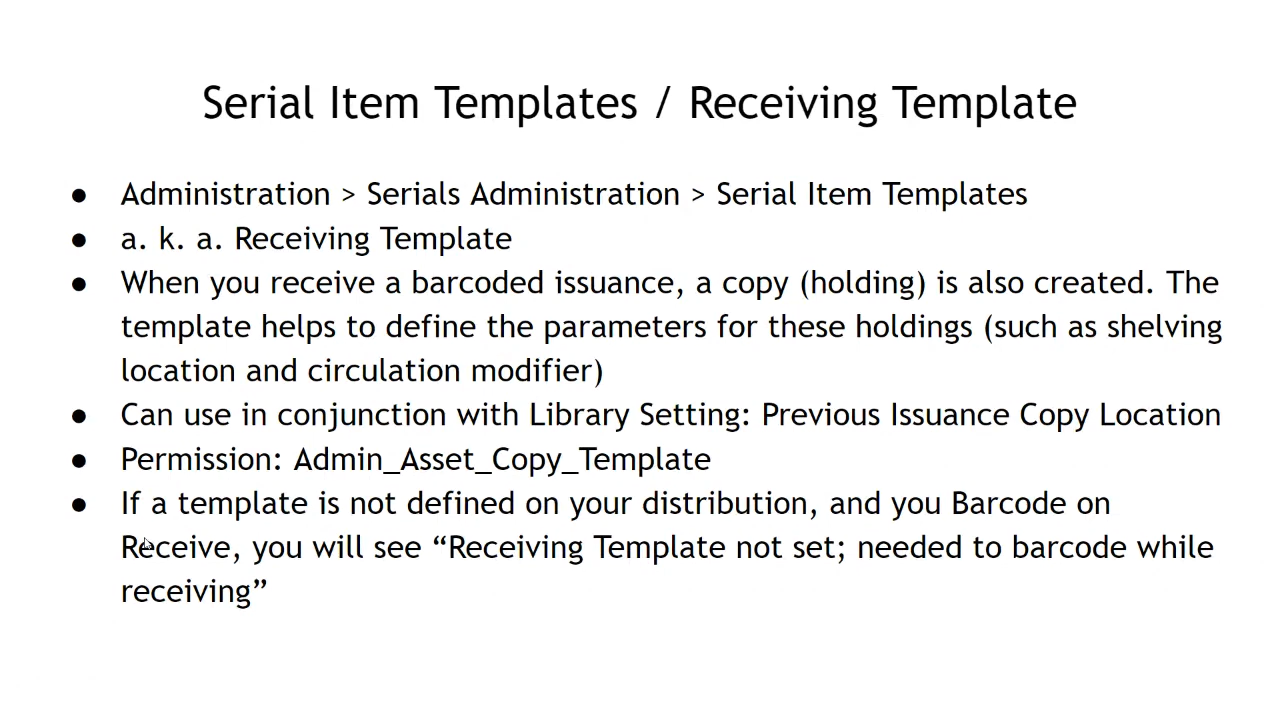 Serial Item Templates / Receiving Template
● Administration > Serials Administration > Serial Item Templates
● a. k. a. Receiving Template
● When you receive a barcoded issuance, a copy (holding) is also created. The
template helps to define the parameters for these holdings (such as shelving
location and circulation modifier)
● Can use in conjunction with Library Setting: Previous Issuance Copy Location
● Permission: Admin_Asset_Copy_Template
● If a template is not defined on your distribution, and you Barcode on
Receive, you will see “Receiving Template not set; needed to barcode while
receiving”